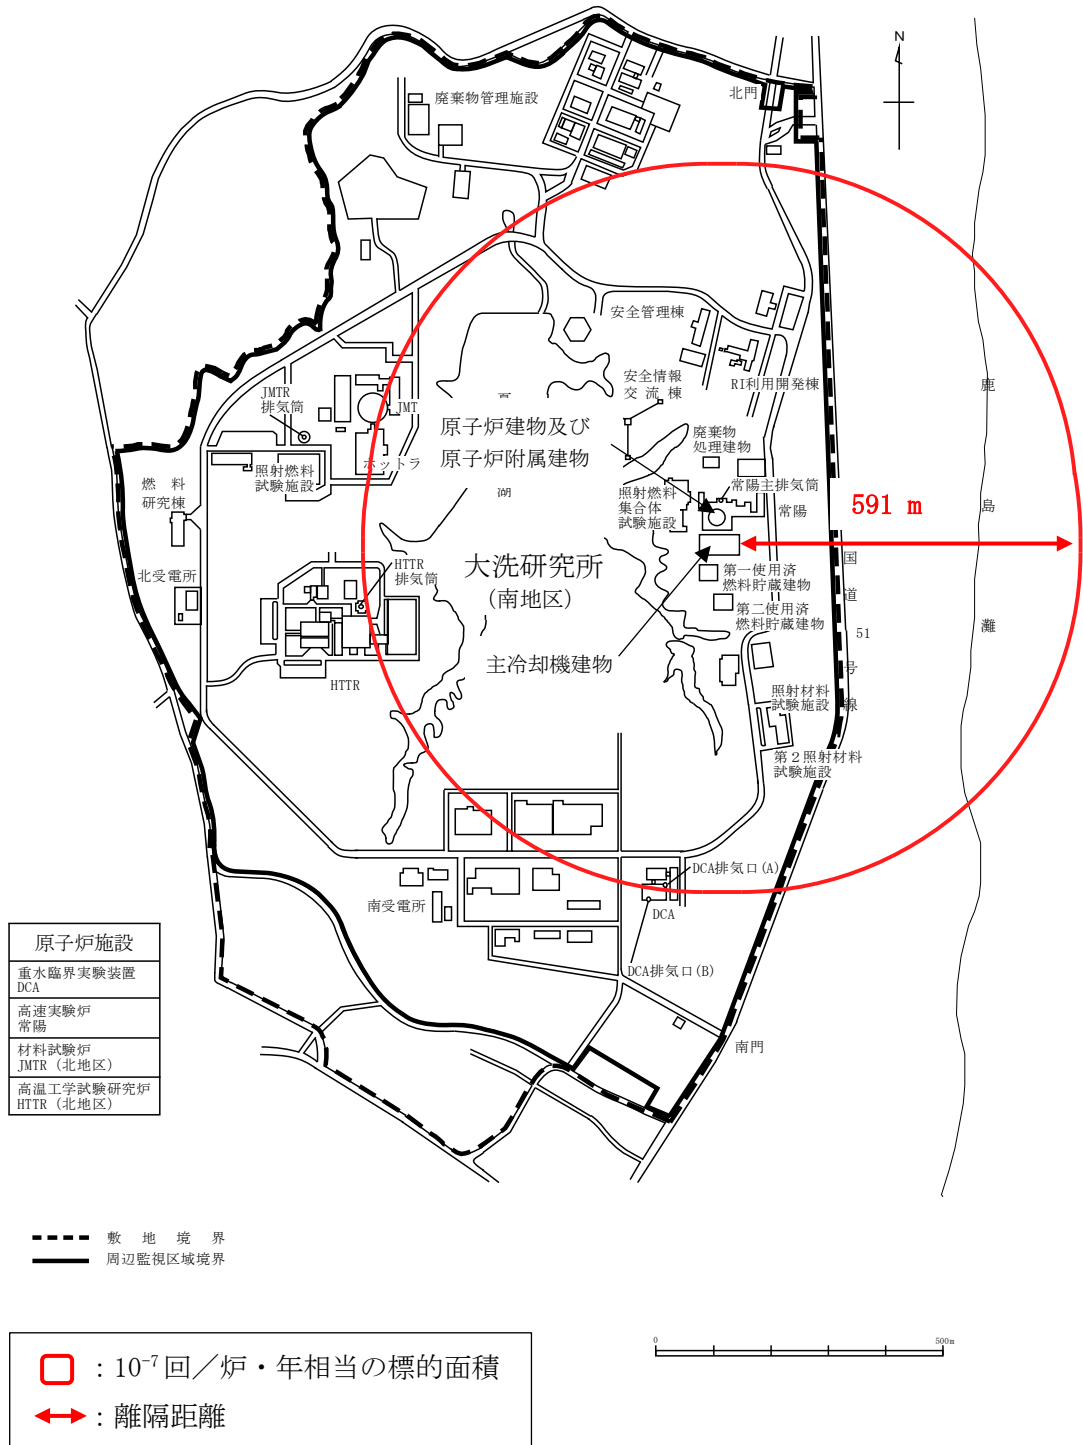 N
北門
廃棄物管理施設
安全管理棟
安全情報
交流棟
RI利用開発棟
鹿
島
灘
JMTR
排気筒
JMT
夏
湖
原子炉建物及び
原子炉附属建物
廃棄物
処理建物
ホットラ
照射燃料
試験施設
燃料
研究棟
照射燃料
集合体
試験施設
常陽主排気筒
常陽
591 m
大洗研究所
(南地区)
HTTR
排気筒
北受電所
第一使用済
燃料貯蔵建物
第二使用済
燃料貯蔵建物
国
道
51
号
線
主冷却機建物
HTTR
照射材料
試験施設
第2照射材料
試験施設
DCA排気口(A)
南受電所
DCA
DCA排気口(B)
南門
原子炉施設
重水臨界実験装置
DCA
高速実験炉
常陽
材料試験炉
JMTR (北地区)
高温工学試験研究炉
HTTR (北地区)
敷地境界
周辺監視区域境界
0 500m
：10⁻⁷回／炉・年相当の標的面積
：離隔距離